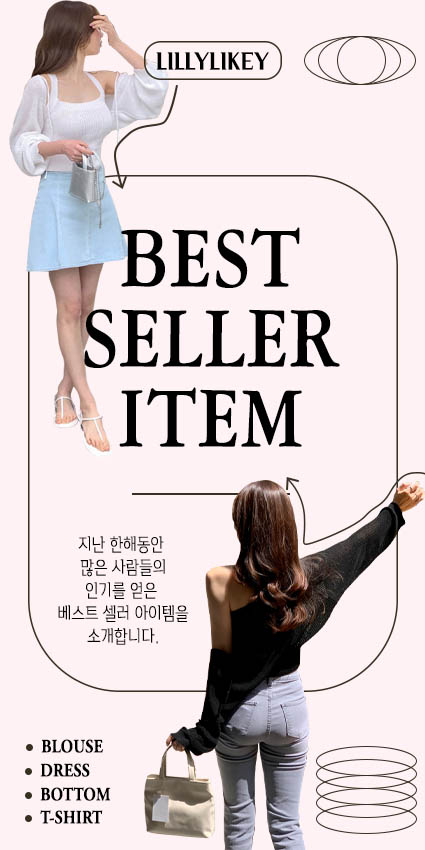 LILLYLIKEY
BEST
SELLER
ITEM
지난 한해동안
많은 사람들의
인기를 얻은
베스트 셀러 아이템을
소개합니다.
BLOUSE
DRESS
BOTTOM
T-SHIRT